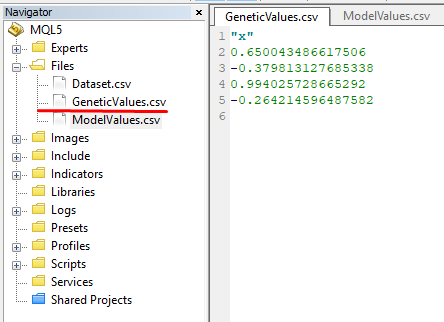 Navigator
MQL5
Experts
Files
Dataset.csv
GeneticValues.csv
ModelValues.csv
Images
Include
Indicators
Libraries
Logs
Presets
Profiles
Scripts
Services
Shared Projects
GeneticValues.csv ModelValues.csv
1 "x"
2 0.650043486617506
3 -0.379813127685338
4 0.994025728665292
5 -0.264214596487582
6